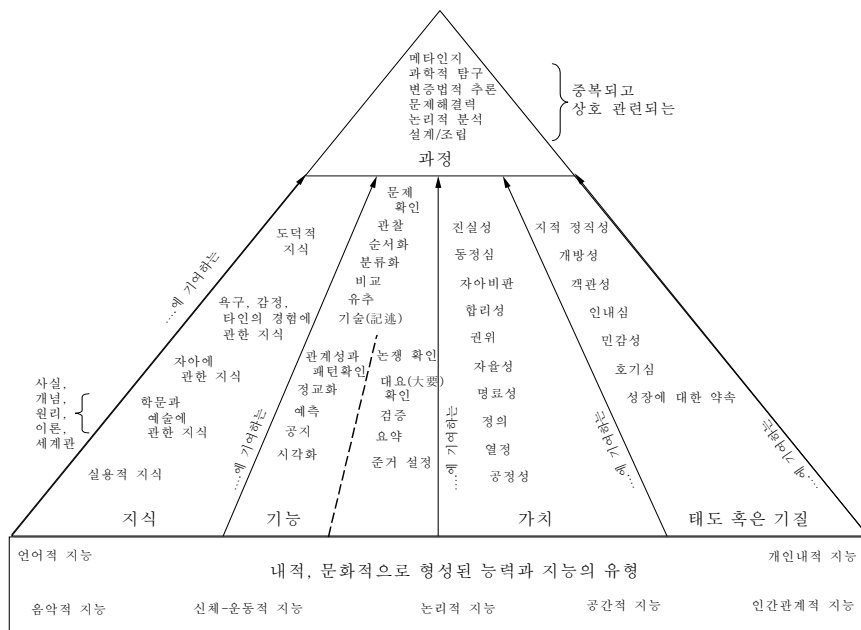 메타인지
과학적 탐구
변증법적 추론
문제해결력
논리적 분석
설계/조립
과정
중복되고
상호 관련되는
....에 기여하는
도덕적
지식
욕구, 감정,
타인의 경험에
관한 지식
자아에
관한 지식
사실,
개념,
원리,
이론,
세계관
학문과
예술에
관한 지식
실용적 지식
지식
....에 기여하는
문제
확인
관찰
순서화
분류화
비교
유추
기술(記述)
관계성과
패턴확인
정교화
예측
공지
시각화
기능
논쟁 확인
대요(大要)
확인
검증
요약
준거 설정
....에 기여하는
진실성
동정심
자아비판
합리성
권위
자율성
명료성
정의
열정
공정성
가치
....에 기여하는
지적 정직성
개방성
객관성
인내심
민감성
호기심
성장에 대한 약속
....에 기여하는
태도 혹은 기질
언어적 지능
개인내적 지능
내적, 문화적으로 형성된 능력과 지능의 유형
음악적 지능
신체-운동적 지능
논리적 지능
공간적 지능
인간관계적 지능